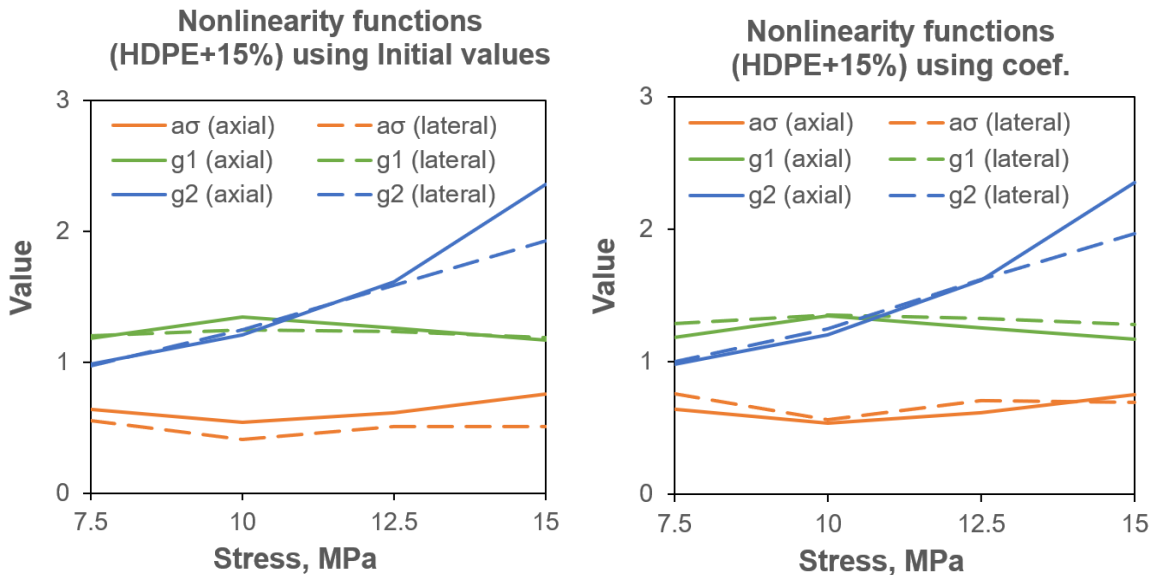 Nonlinearity functions
(HDPE+15%) using Initial values
3
2
1
0
Value
aσ (axial)
aσ (lateral)
g1 (axial)
g1 (lateral)
g2 (axial)
g2 (lateral)
7.5
10
12.5
15
Stress, MPa
Nonlinearity functions
(HDPE+15%) using coef.
3
2
1
0
Value
aσ (axial)
aσ (lateral)
g1 (axial)
g1 (lateral)
g2 (axial)
g2 (lateral)
7.5
10
12.5
15
Stress, MPa